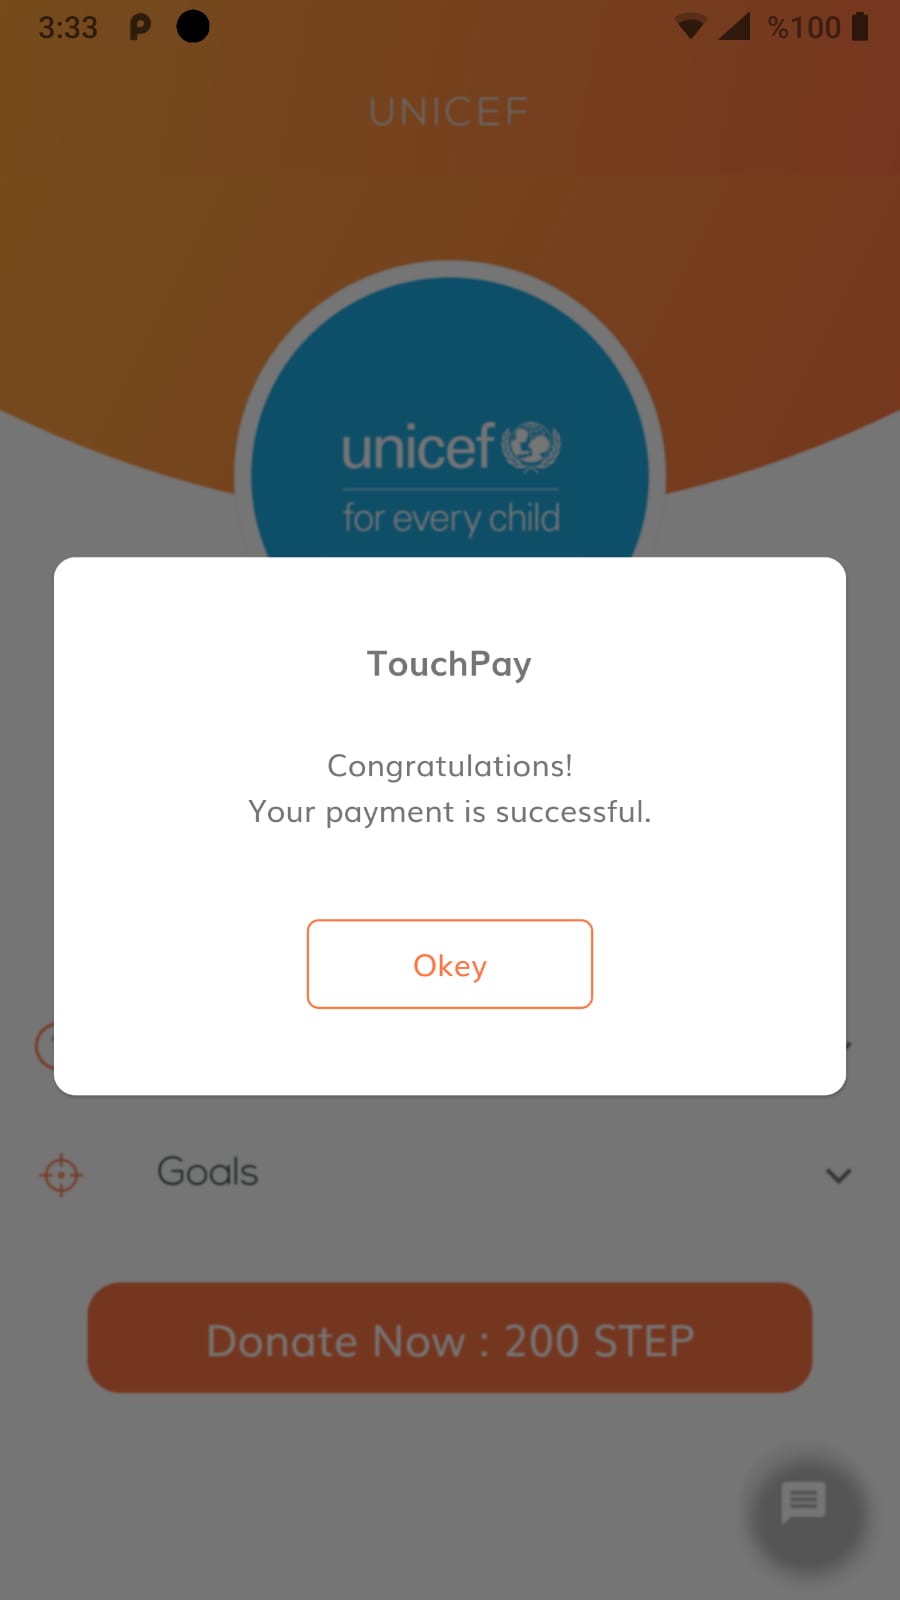 3:33 %100
UNICEF
unicef
for every child
TouchPay
Congratulations!
Your payment is successful.
Okey
Goals
Donate Now : 200 STEP